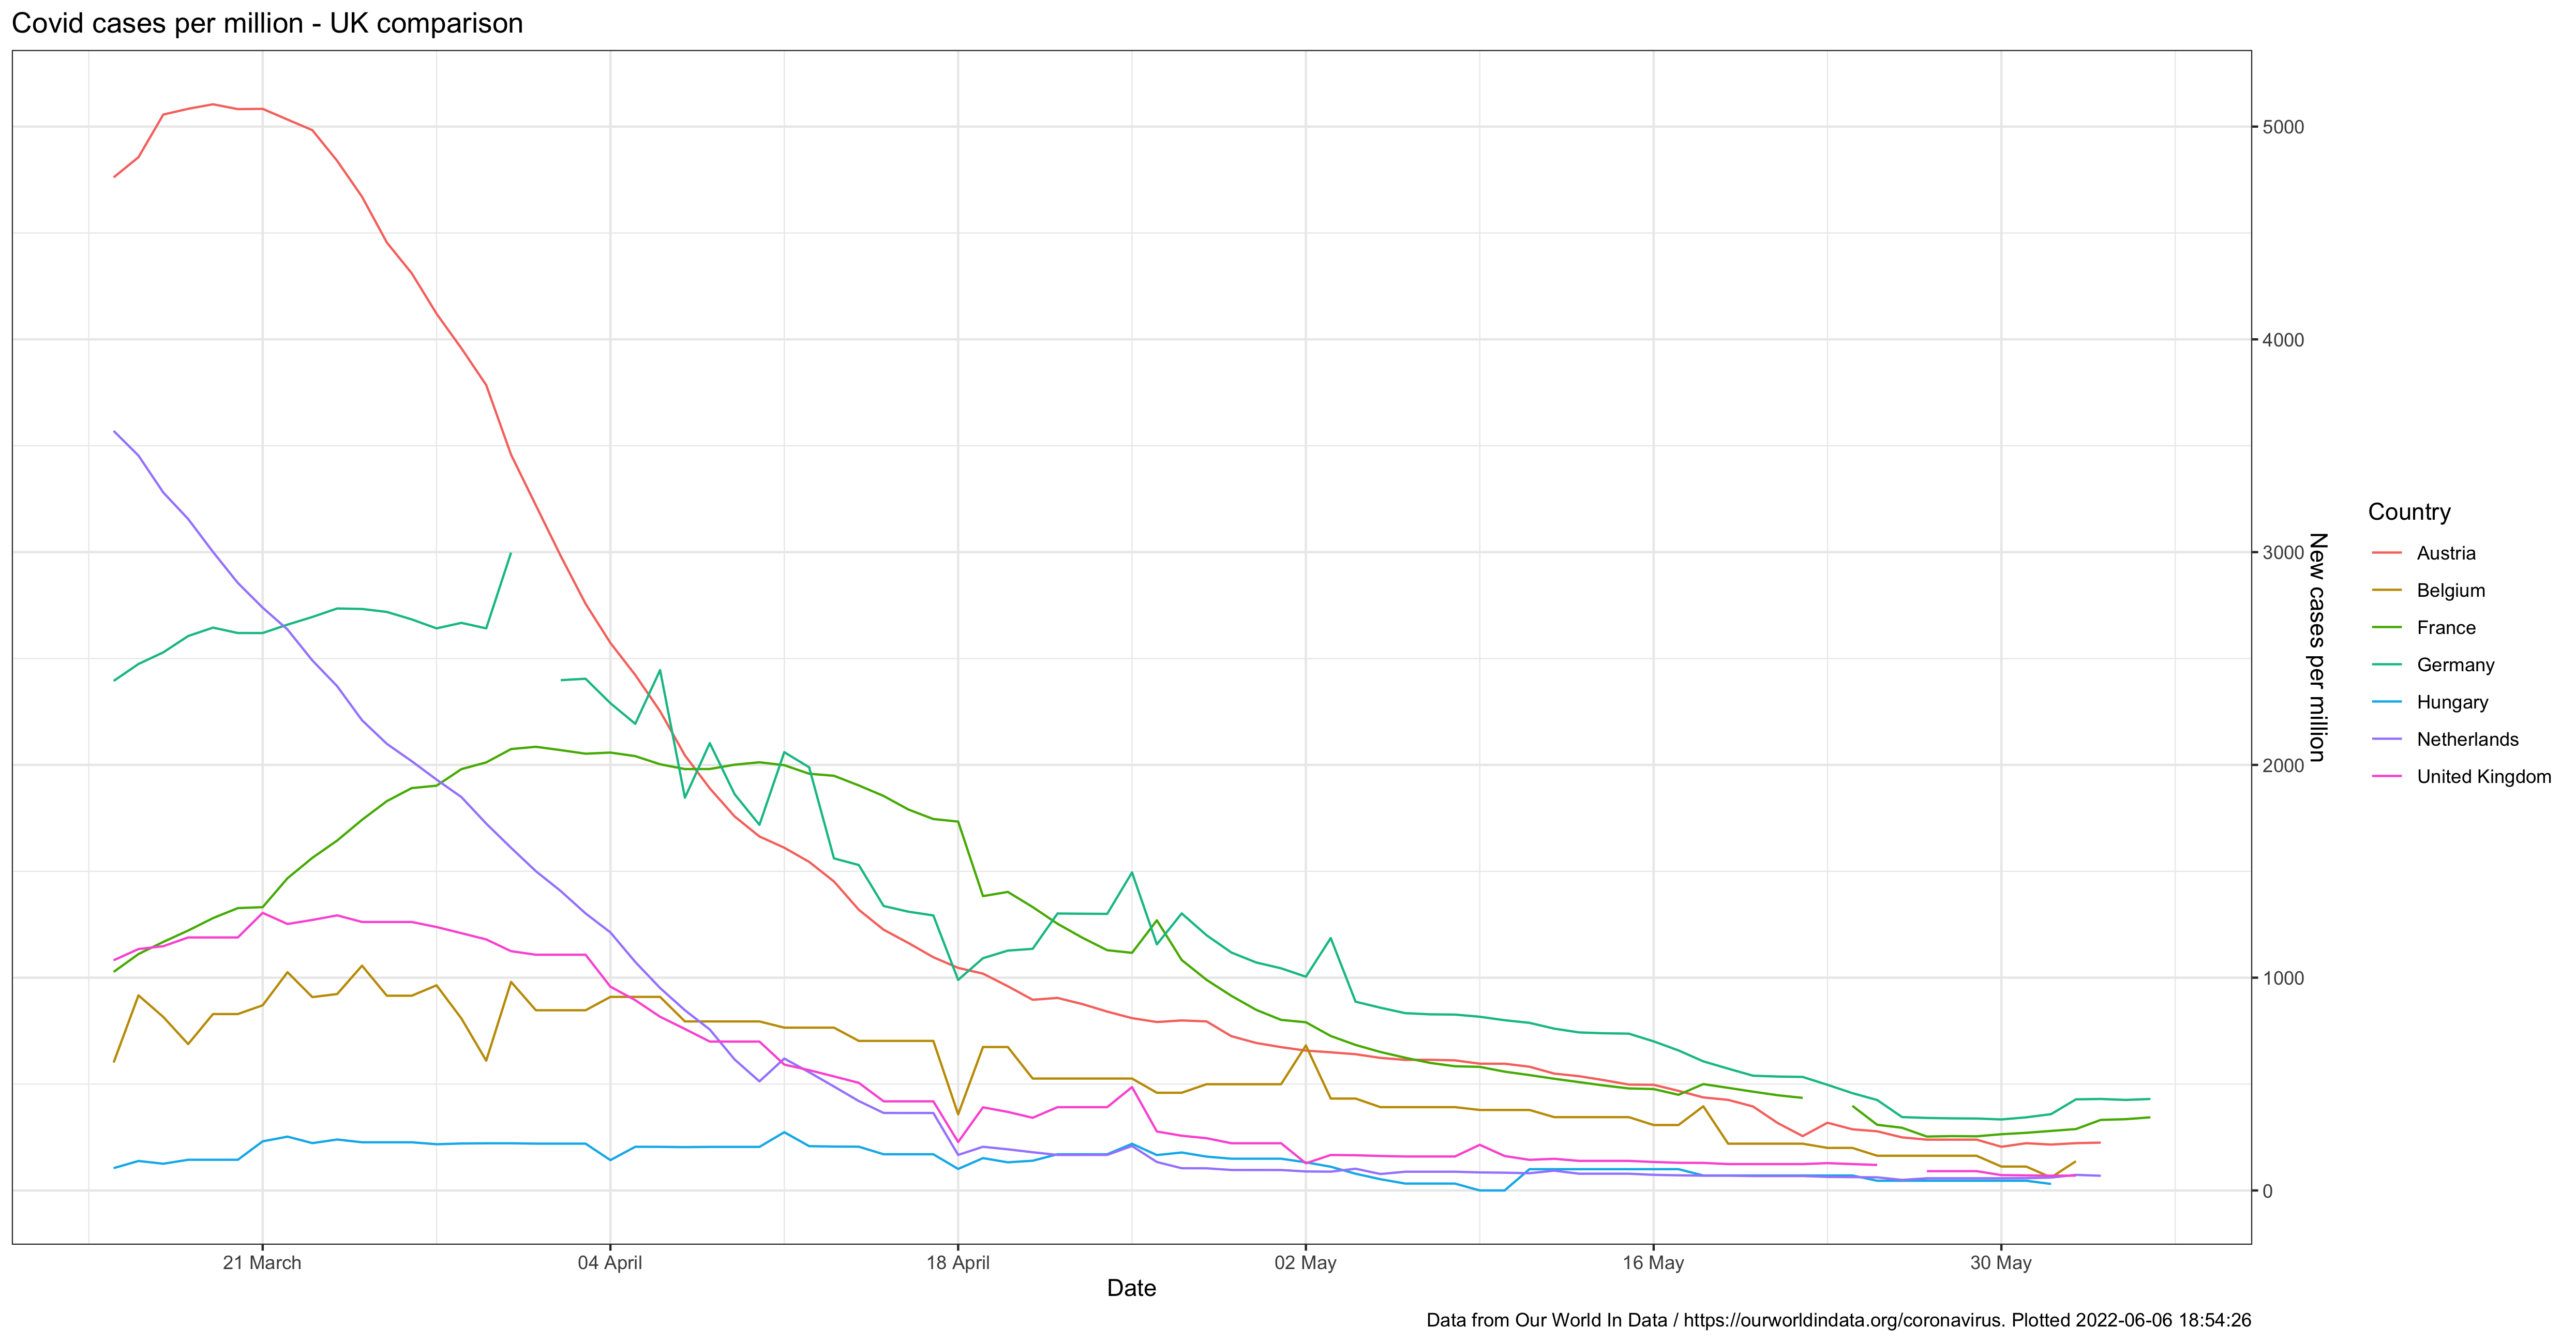 Covid cases per million - UK comparison
5000
4000
3000
2000
1000
0
New cases per million
21 March
04 April
18 April
02 May
16 May
30 May
Date
Country
Austria
Belgium
France
Germany
Hungary
Netherlands
United Kingdom
Data from Our World In Data / https://ourworldindata.org/coronavirus. Plotted 2022-06-06 18:54:26